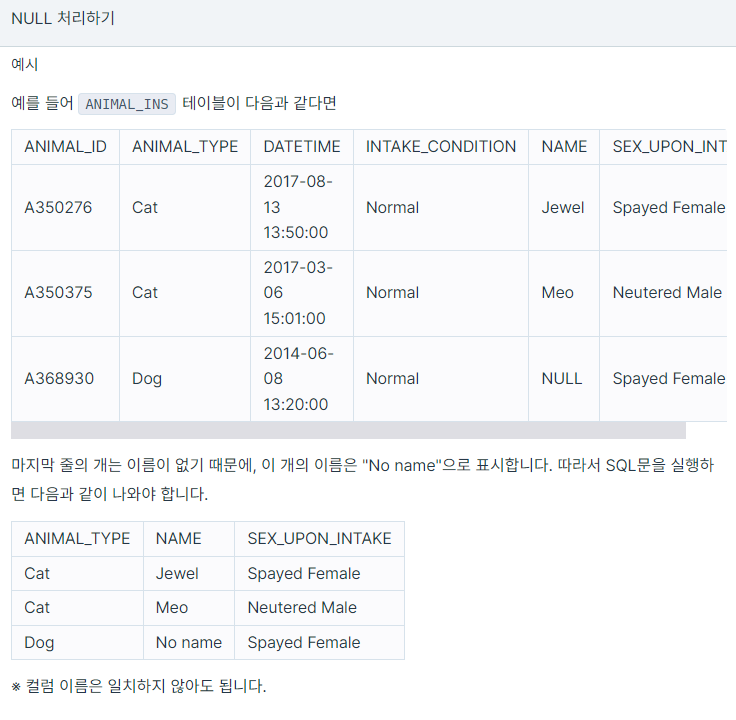 NULL 처리하기
예시
예를 들어 ANIMAL_INS 테이블이 다음과 같다면
ANIMAL_ID ANIMAL_TYPE DATETIME INTAKE_CONDITION NAME SEX_UPON_INT
A350276 Cat 2017-08-13 13:50:00 Normal Jewel Spayed Female
A350375 Cat 2017-03-06 15:01:00 Normal Meo Neutered Male
A368930 Dog 2014-06-08 13:20:00 Normal NULL Spayed Female
마지막 줄의 개는 이름이 없기 때문에, 이 개의 이름은 "No name"으로 표시합니다. 따라서 SQL문을 실행하
면 다음과 같이 나와야 합니다.
ANIMAL_TYPE NAME SEX_UPON_INTAKE
Cat Jewel Spayed Female
Cat Meo Neutered Male
Dog No name Spayed Female
※ 컬럼 이름은 일치하지 않아도 됩니다.